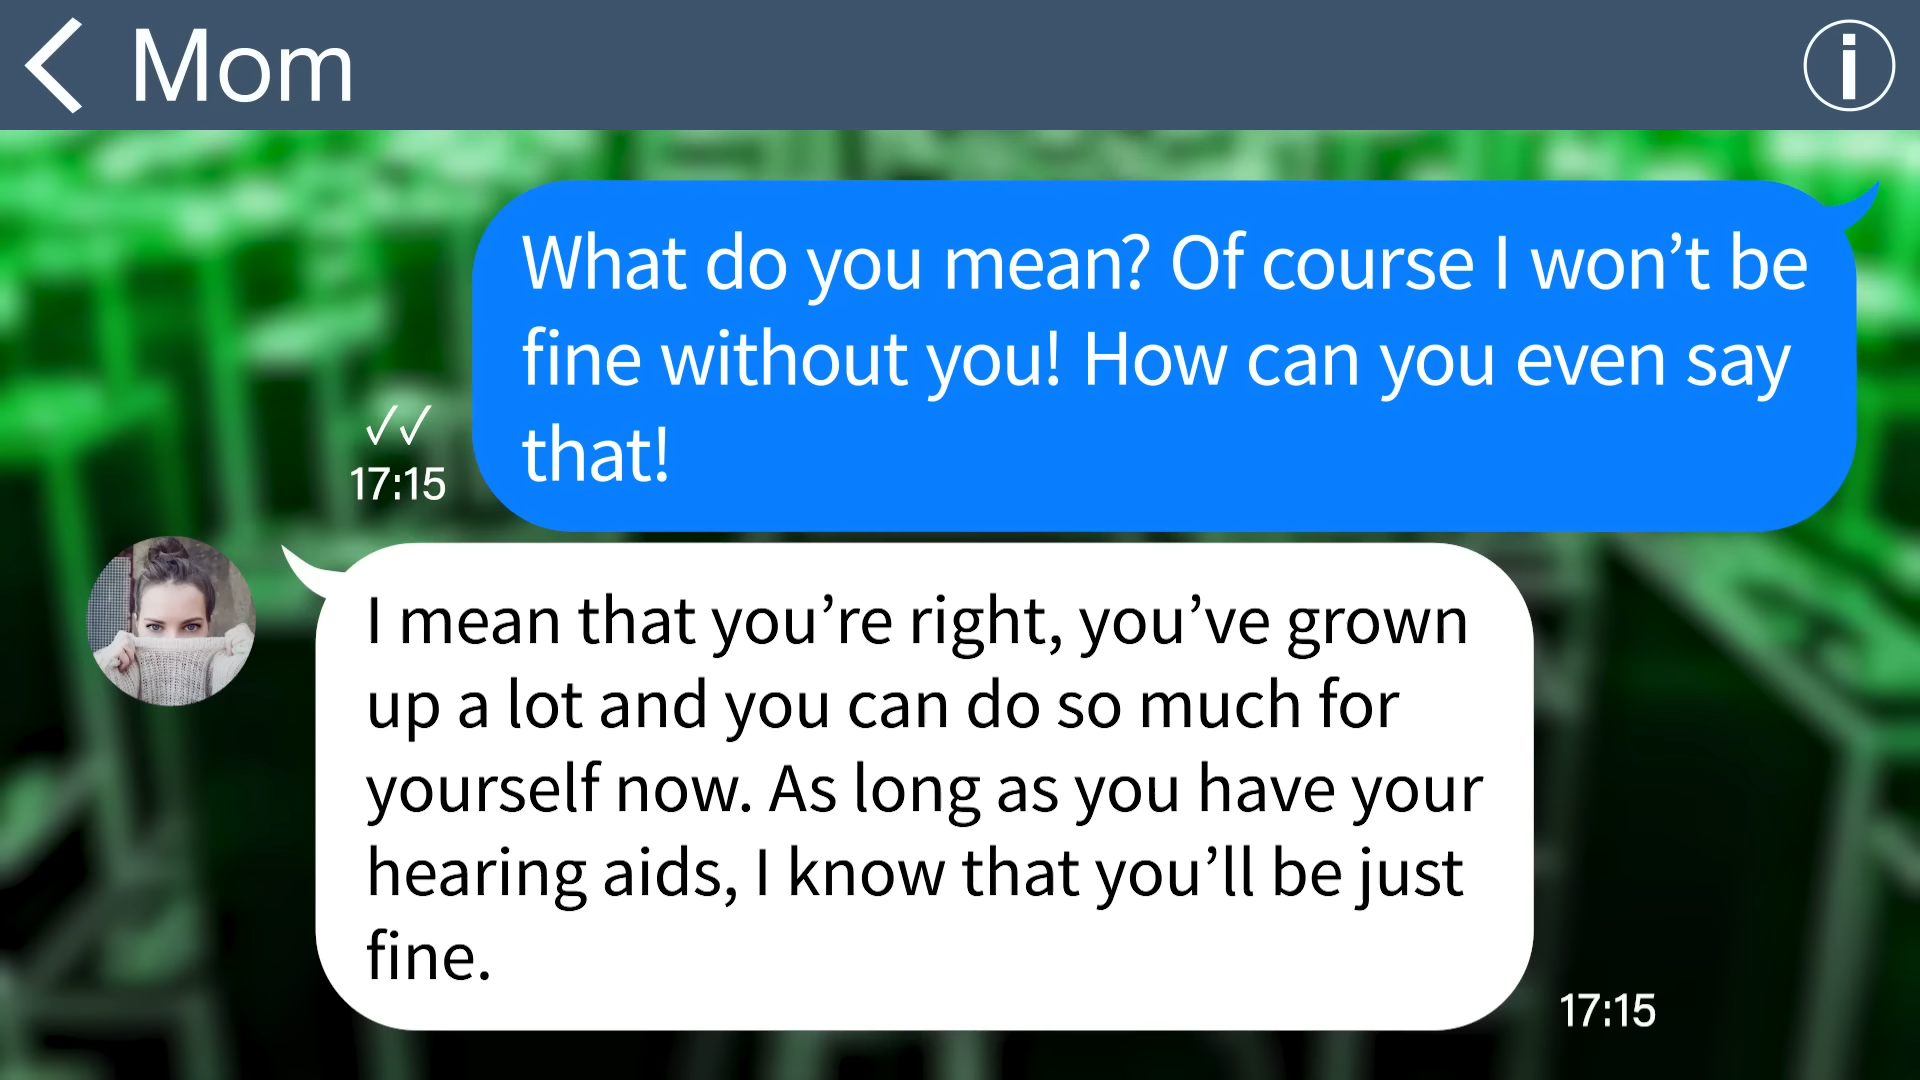 Mom
What do you mean? Of course I won’t be
fine without you! How can you even say
that!
17:15
I mean that you’re right, you’ve grown
up a lot and you can do so much for
yourself now. As long as you have your
hearing aids, I know that you’ll be just
fine.
17:15